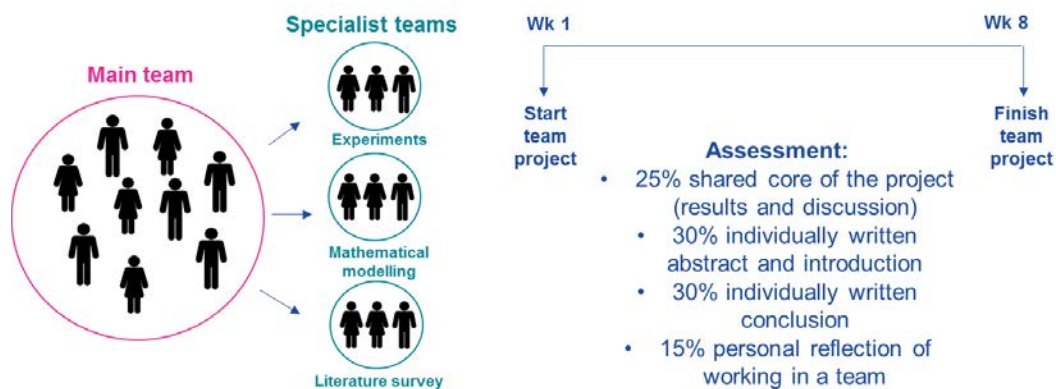 Specialist teams
Main team
Experiments
Mathematical
modelling
Literature survey
Wk 1
Wk 8
Start
team
project
Finish
team
project
Assessment:
• 25% shared core of the project
(results and discussion)
• 30% individually written
abstract and introduction
• 30% individually written
conclusion
• 15% personal reflection of
working in a team